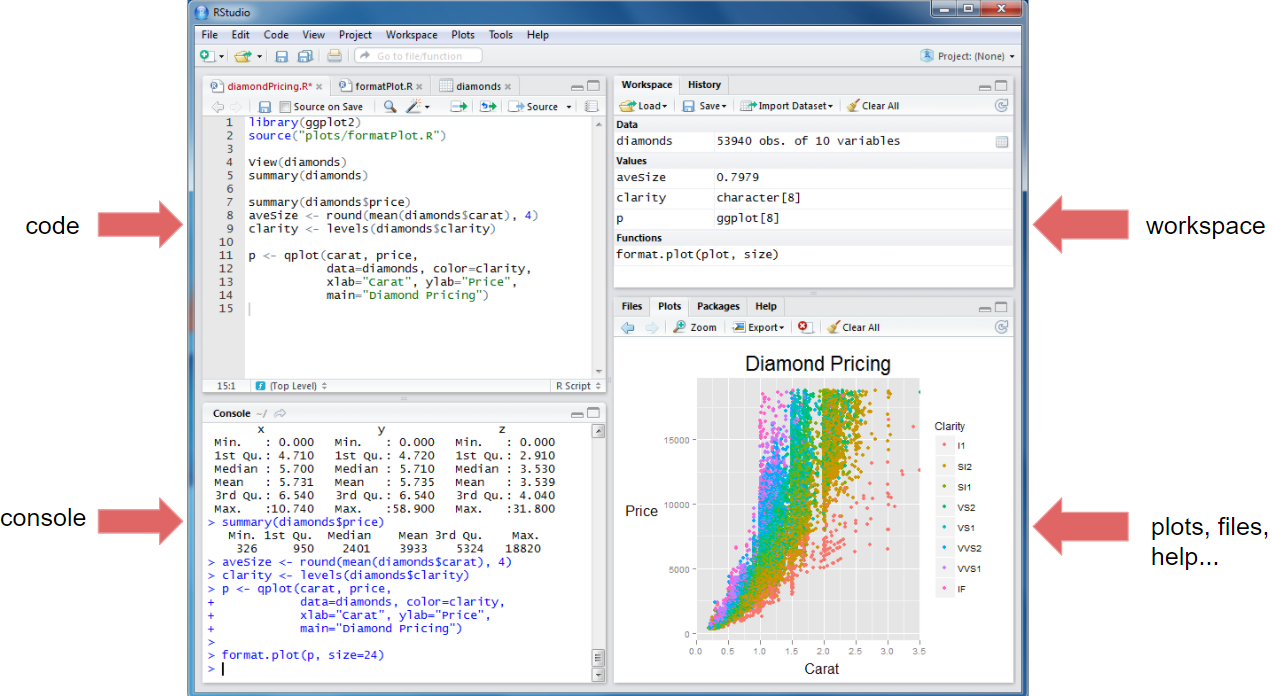 RStudio
File Edit Code View Project Workspace Plots Tools Help
Go to file/function
Project: (None)
diamondPricing.R* formatPlot.R diamonds
Source on Save Source
1 library(ggplot2)
2 source("plots/formatPlot.R")
3
4 View(diamonds)
5 summary(diamonds)
6
7 summary(diamonds$price)
8 aveSize <- round(mean(diamonds$carat), 4)
9 clarity <- levels(diamonds$clarity)
10
11 p <- qplot(carat, price,
12 data=diamonds, color=clarity,
13 xlab="Carat", ylab="Price",
14 main="Diamond Pricing")
15
15:1 (Top Level) R Script
code
Console ~/
x y z
Min. : 0.000 Min. : 0.000 Min. : 0.000
1st Qu.: 4.710 1st Qu.: 4.720 1st Qu.: 2.910
Median : 5.700 Median : 5.710 Median : 3.530
Mean : 5.731 Mean : 5.735 Mean : 3.539
3rd Qu.: 6.540 3rd Qu.: 6.540 3rd Qu.: 4.040
Max. :10.740 Max. :58.900 Max. :31.800
> summary(diamonds$price)
Min. 1st Qu. Median Mean 3rd Qu. Max.
326 950 2401 3933 5324 18820
> aveSize <- round(mean(diamonds$carat), 4)
> clarity <- levels(diamonds$clarity)
> p <- qplot(carat, price,
+ data=diamonds, color=clarity,
+ xlab="Carat", ylab="Price",
+ main="Diamond Pricing")
>
> format.plot(p, size=24)
>
console
Workspace History
Load Save Import Dataset Clear All
Data
diamonds 53940 obs. of 10 variables
Values
aveSize 0.7979
clarity character[8]
p ggplot[8]
Functions
format.plot(plot, size)
workspace
Files Plots Packages Help
Zoom Export Clear All
Diamond Pricing
Price
15000
10000
5000
0
0.0 0.5 1.0 1.5 2.0 2.5 3.0 3.5
Carat
Clarity
I1
SI2
SI1
VS2
VS1
VVS2
VVS1
IF
plots, files,
help...